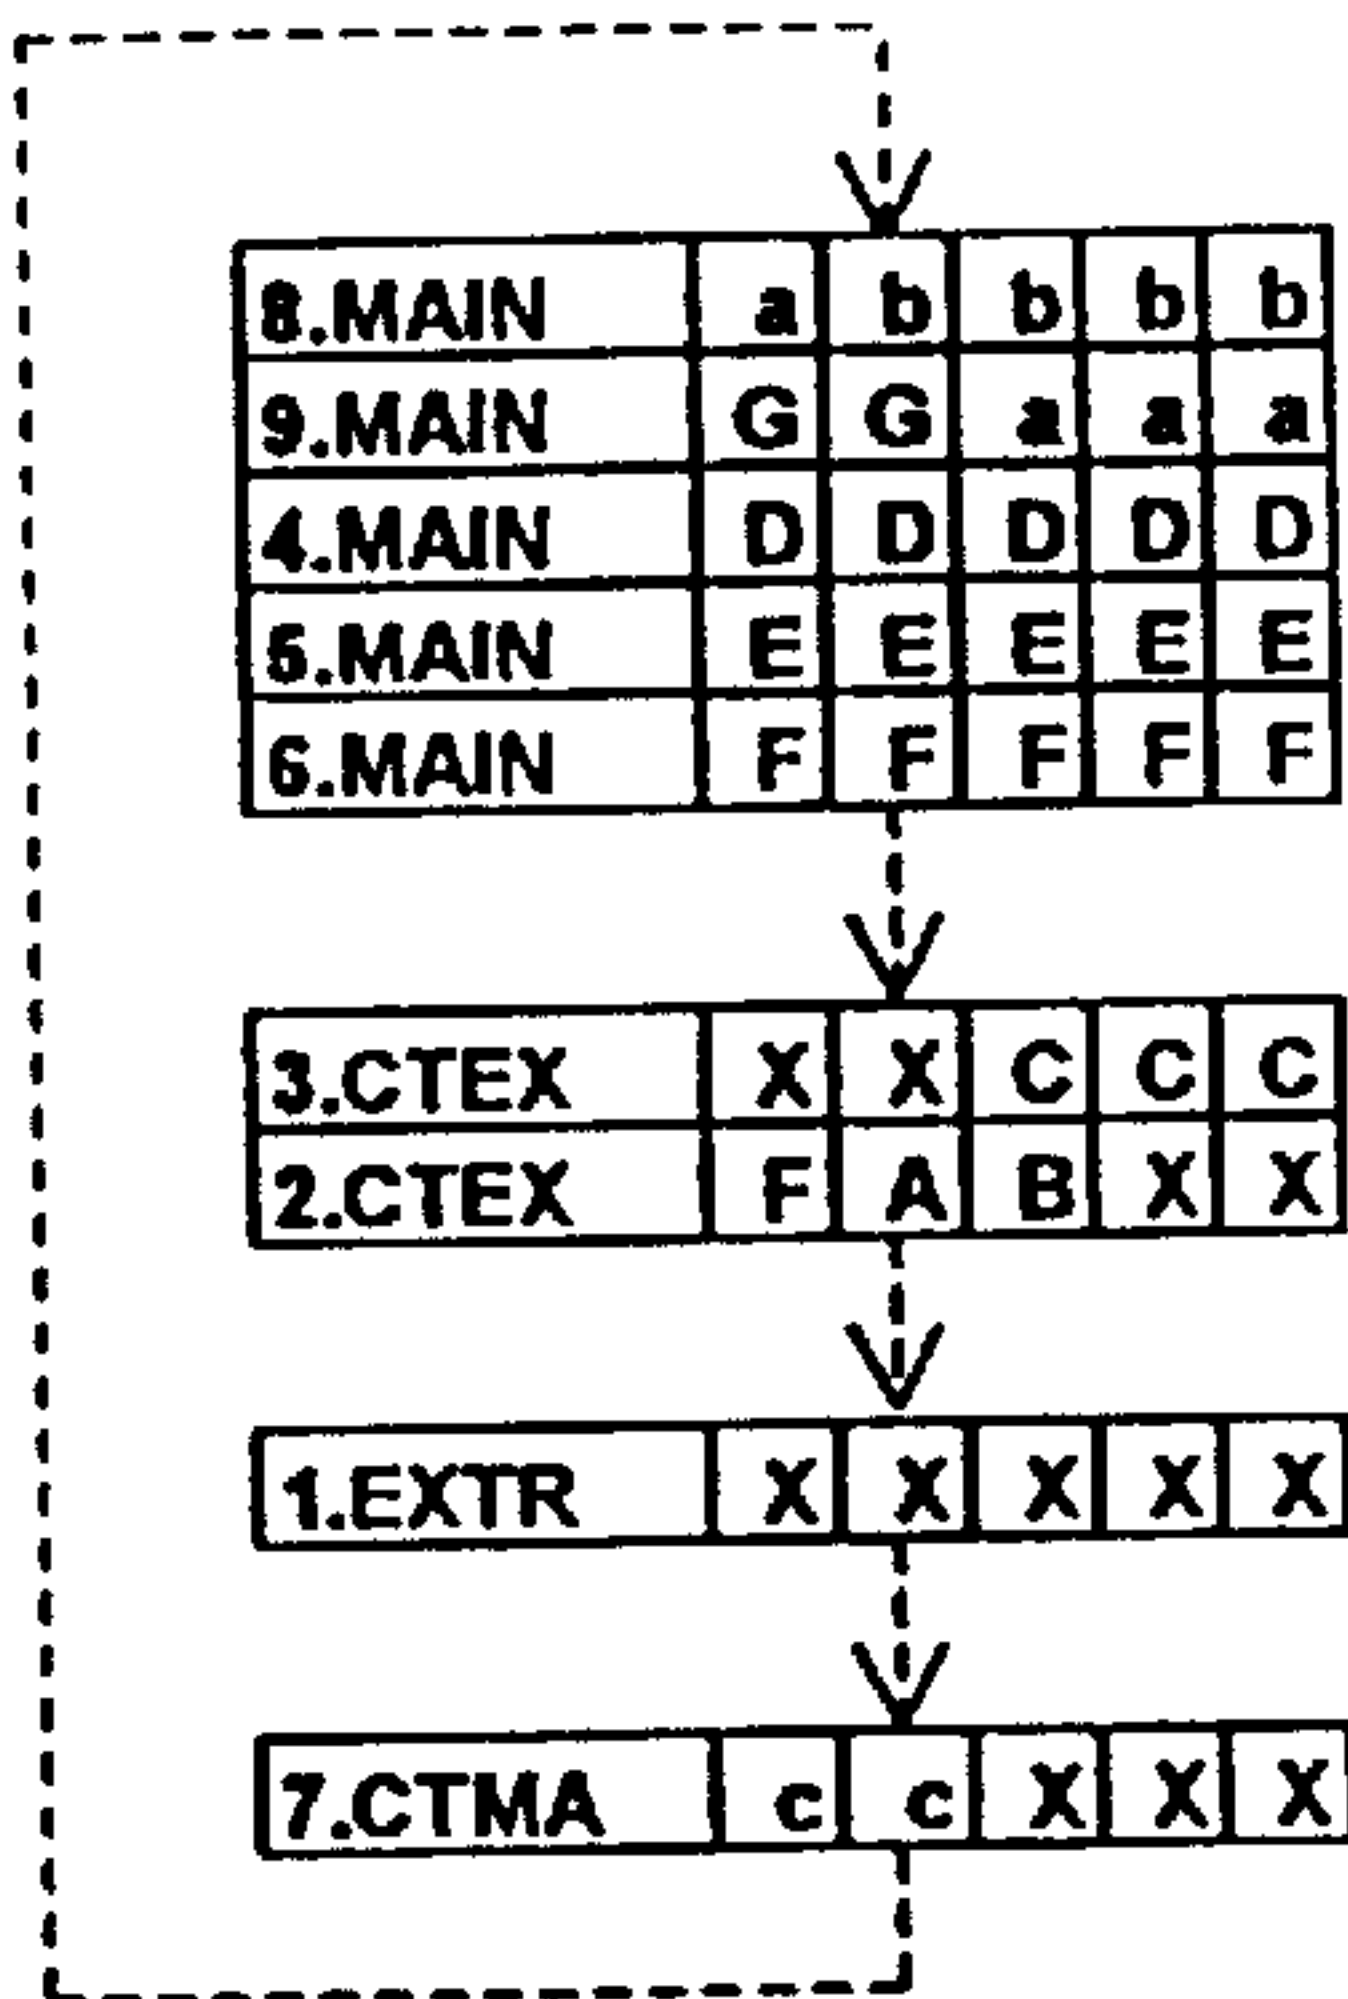 8.MAIN a b b b b
9.MAIN G G a a a
4.MAIN D D D D D
5.MAIN E E E E E
6.MAIN F F F F F
3.CTEX X X C C C
2.CTEX F A B X X
1.EXTR X X X X X
7.CTMA c c X X X